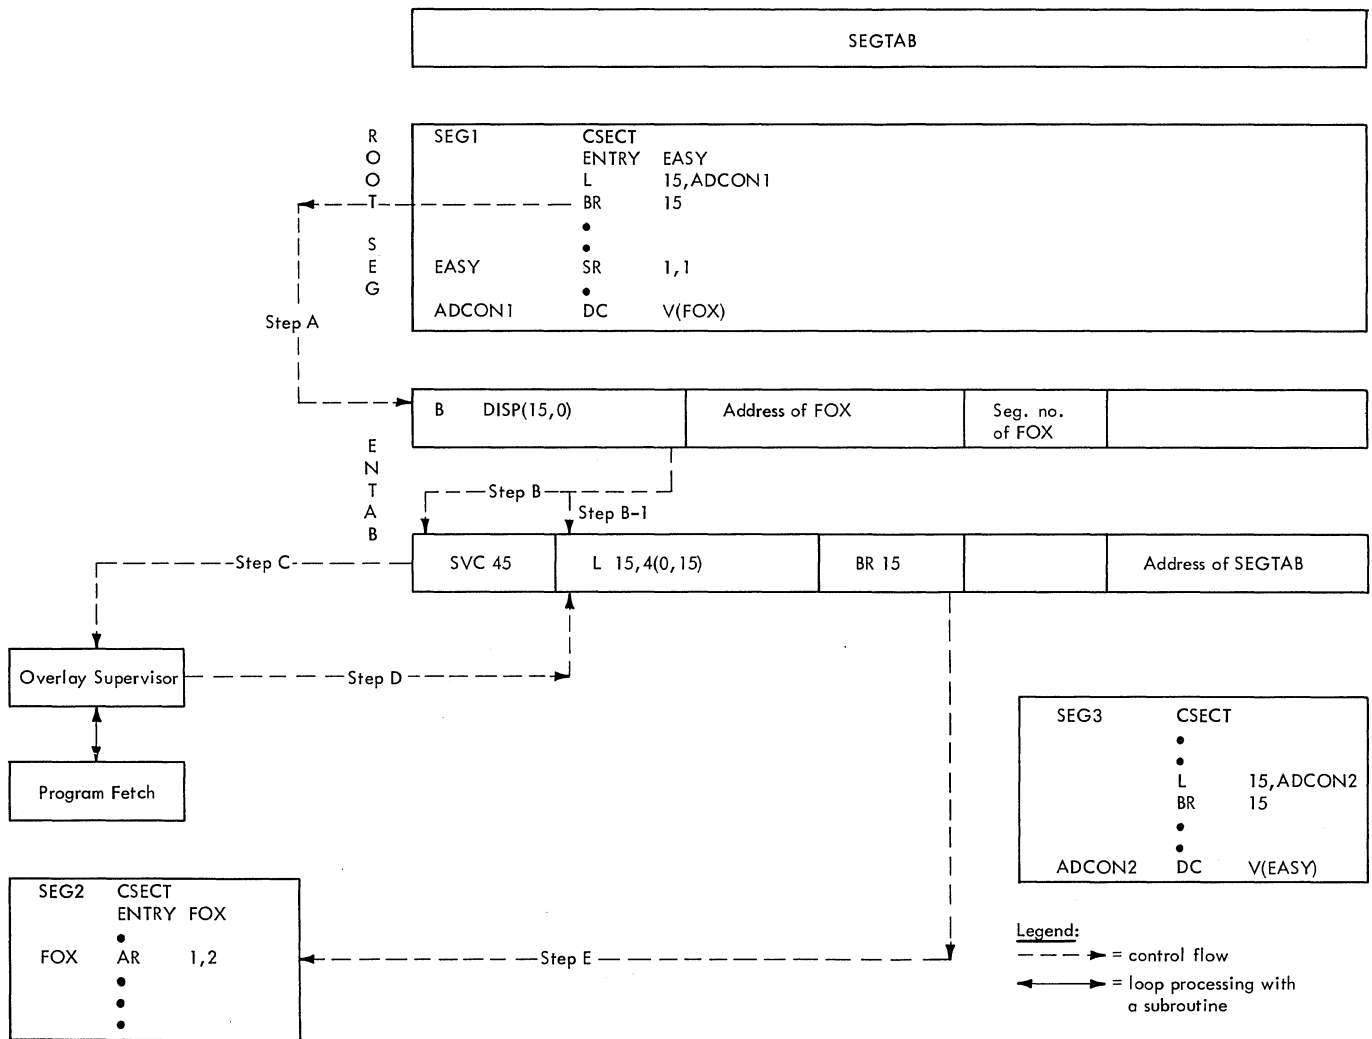 SEGTAB
ROOT SEG
SEG1 CSECT
ENTRY EASY
L 15,ADCON1
BR 15
EASY SR 1,1
ADCON1 DC V(FOX)
Step A
ENTAB
B DISP(15,0) Address of FOX Seg. no.
of FOX
Step B
Step B-1
SVC 45 L 15,4(0,15) BR 15 Address of SEGTAB
Step C
Overlay Supervisor
Step D
Program Fetch
SEG3 CSECT
L 15,ADCON2
BR 15
ADCON2 DC V(EASY)
SEG2 CSECT
ENTRY FOX
FOX AR 1,2
Step E
Legend:
= control flow
= loop processing with
a subroutine